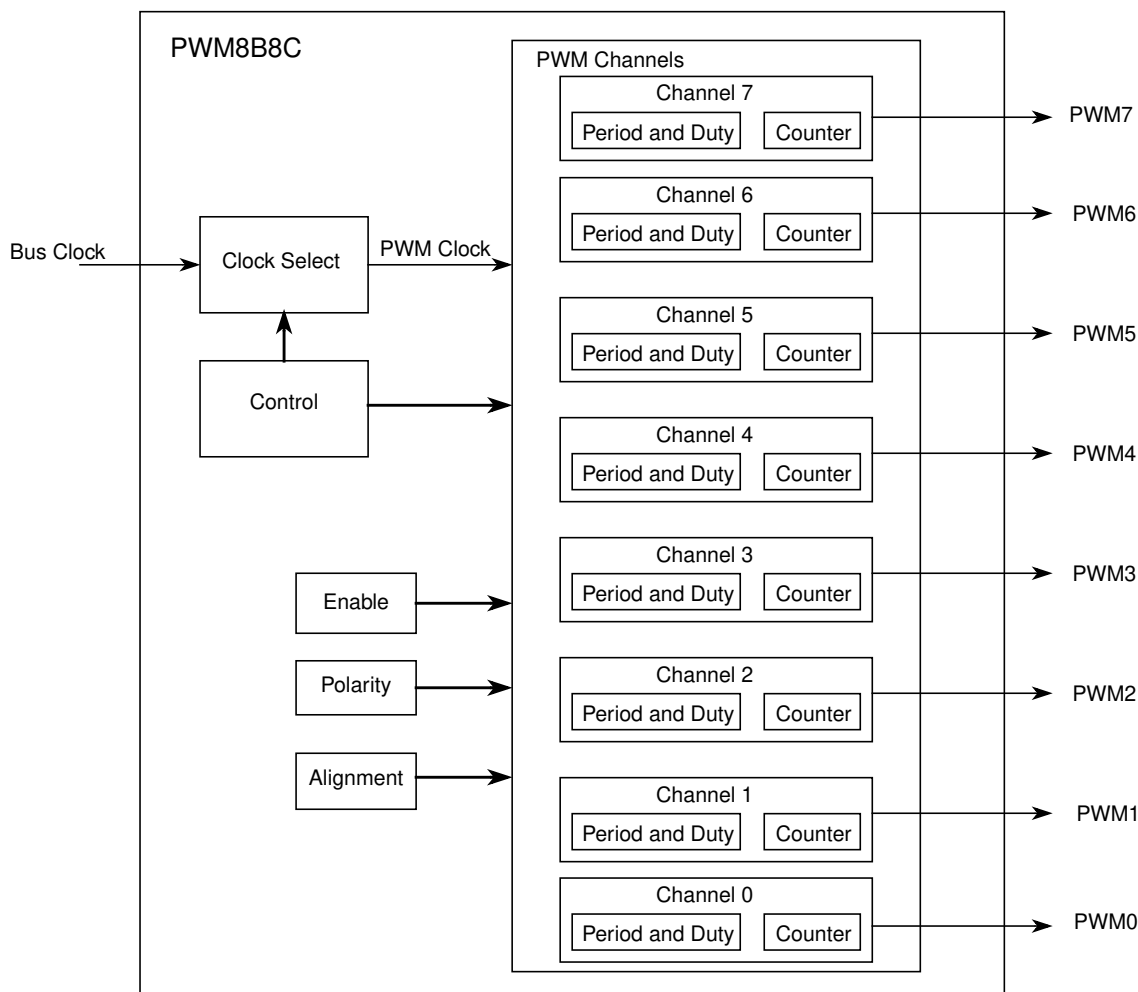 PWM8B8C
PWM Channels
Channel 7
Period and Duty
Counter
PWM7
Channel 6
Period and Duty
Counter
PWM6
Bus Clock
Clock Select
PWM Clock
Channel 5
Period and Duty
Counter
PWM5
Control
Channel 4
Period and Duty
Counter
PWM4
Channel 3
Period and Duty
Counter
PWM3
Enable
Polarity
Channel 2
Period and Duty
Counter
PWM2
Alignment
Channel 1
Period and Duty
Counter
PWM1
Channel 0
Period and Duty
Counter
PWM0